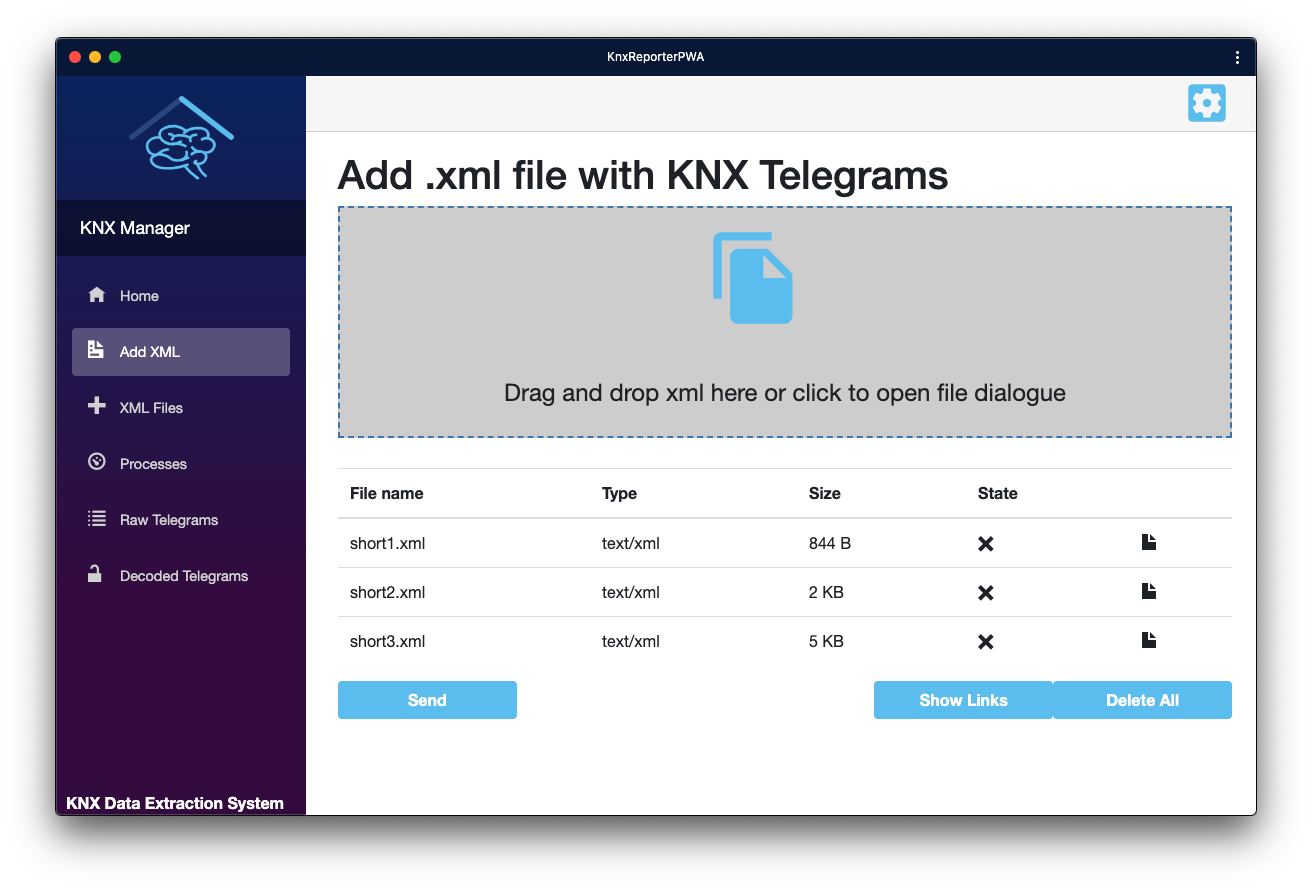 KnxReporterPWA
KNX Manager
Home
Add XML
XML Files
Processes
Raw Telegrams
Decoded Telegrams
KNX Data Extraction System
Add .xml file with KNX Telegrams
Drag and drop xml here or click to open file dialogue
File name Type Size State
short1.xml text/xml 844 B
short2.xml text/xml 2 KB
short3.xml text/xml 5 KB
Send Show Links Delete All